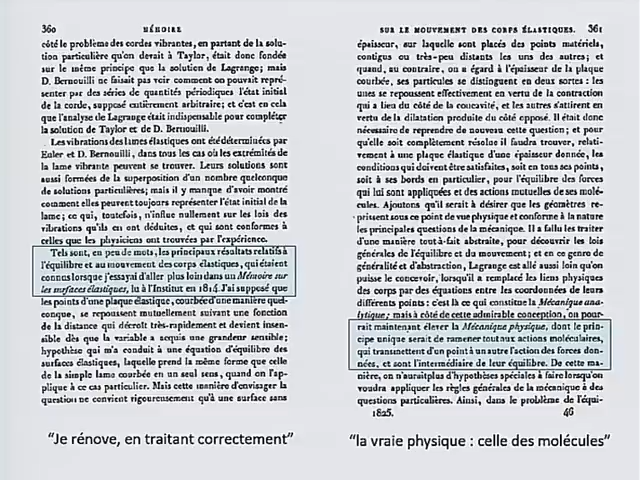 360 MÉMOIRE
côté le problème des cordes vibrantes, en partant de la solu-
tion particulière qu'on devait à Taylor, était donc fondée
sur le même principe que la solution de Lagrange; mais
D. Bernouilli ne faisait pas voir comment on pouvait repré-
senter par des séries de quantités périodiques l'état initial
de la corde, supposé entièrement arbitraire; et c'est en cela
que l'analyse de Lagrange était indispensable pour compléter
la solution de Taylor et de D. Bernouilli.
Les vibrations des lames élastiques ont été déterminées par
Euler et D. Bernouilli, dans tous les cas où les extrémités de
la lame vibrante peuvent se trouver. Leurs solutions sont
aussi formées de la superposition d'un nombre quelconque
de solutions particulières; mais il y manque d'avoir montré
comment elles peuvent toujours représenter l'état initial de la
lame; ce qui, toutefois, n'influe nullement sur les lois des
vibrations qu'ils en ont déduites, et qui sont conformes à
celles que les physiciens ont trouvées par l'expérience.
Tels sont, en peu de mots, les principaux résultats relatifs à
l'équilibre et au mouvement des corps élastiques, qui étaient
connus lorsque j'essayai d'aller plus loin dans un Mémoire sur
les surfaces élastiques, lu à l'Institut en 1814. J'ai supposé que
les points d'une plaque élastique, courbée d'une manière quel-
conque, se repoussent mutuellement suivant une fonction
de la distance qui décroît très-rapidement et devient insen-
sible dès que la variable a acquis une grandeur sensible;
hypothèse qui m'a conduit à une équation d'équilibre des
surfaces élastiques, laquelle prend la même forme que celle
de la simple lame courbée en un seul sens, quand on l'ap-
plique à ce cas particulier. Mais cette manière d'envisager la
question ne convient rigoureusement qu'à une surface sans
"Je rénove, en traitant correctement"
SUR LE MOUVEMENT DES CORPS ÉLASTIQUES. 361
épaisseur, sur laquelle sont placés des points matériels,
contigus ou très-peu distants les uns des autres; et
quand, au contraire, on a égard à l'épaisseur de la plaque
courbée, ses particules se distinguent en deux sortes: les
unes se repoussent effectivement en vertu de la contraction
qui a lieu du côté de la concavité, et les autres s'attirent en
vertu de la dilatation produite du côté opposé. Il était donc
nécessaire de reprendre de nouveau cette question; et pour
qu'elle soit complètement résolue il faudra trouver, relati-
vement à une plaque élastique d'une épaisseur donnée, les
conditions qui doivent être satisfaites, soit en tous ses points,
soit à ses bords en particulier, pour l'équilibre des forces
qui lui sont appliquées et des actions mutuelles de ses molé-
cules. Ajoutons qu'il serait à désirer que les géomètres re-
prissent sous ce point de vue physique et conforme à la nature
les principales questions de la mécanique. Il a fallu les traiter
d'une manière tout-à-fait abstraite, pour découvrir les lois
générales de l'équilibre et du mouvement; et en ce genre de
généralité et d'abstraction, Lagrange est allé aussi loin qu'on
puisse le concevoir, lorsqu'il a remplacé les liens physiques
des corps par des équations entre les coordonnées de leurs
différents points: c'est là ce qui constitue la Mécanique ana-
lytique; mais à côté de cette admirable conception, on pour-
rait maintenant élever la Mécanique physique, dont le prin-
cipe unique serait de ramener tout aux actions moléculaires,
qui transmettent d'un point à un autre l'action des forces don-
nées, et sont l'intermédiaire de leur équilibre. De cette ma-
nière, on n'aurait plus d'hypothèses spéciales à faire lorsqu'on
voudra appliquer les règles générales de la mécanique à des
questions particulières. Ainsi, dans le problème de l'équi-
1825. 46
"la vraie physique : celle des molécules"